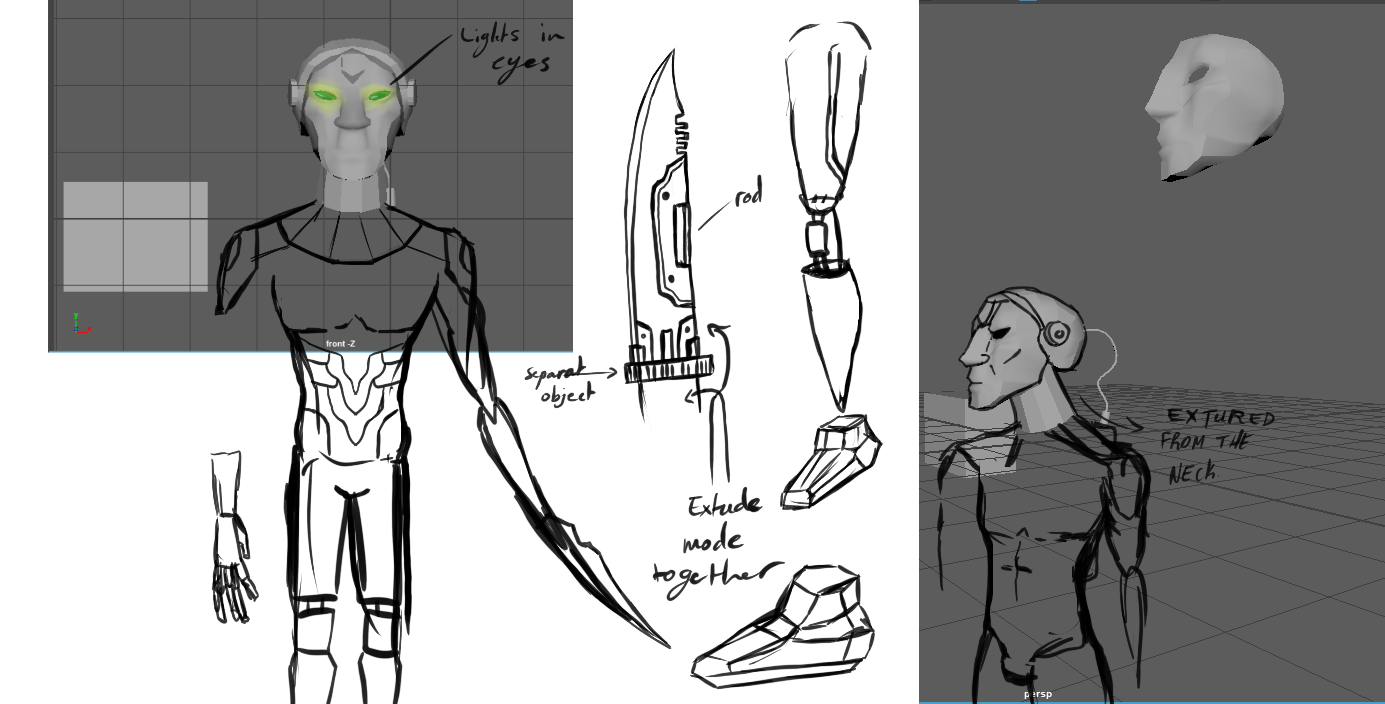 Lights in
eyes
front -Z
rod
separat
object
Extude
mode
together
EXTURED
FROM THE
NECK
persp
y
x